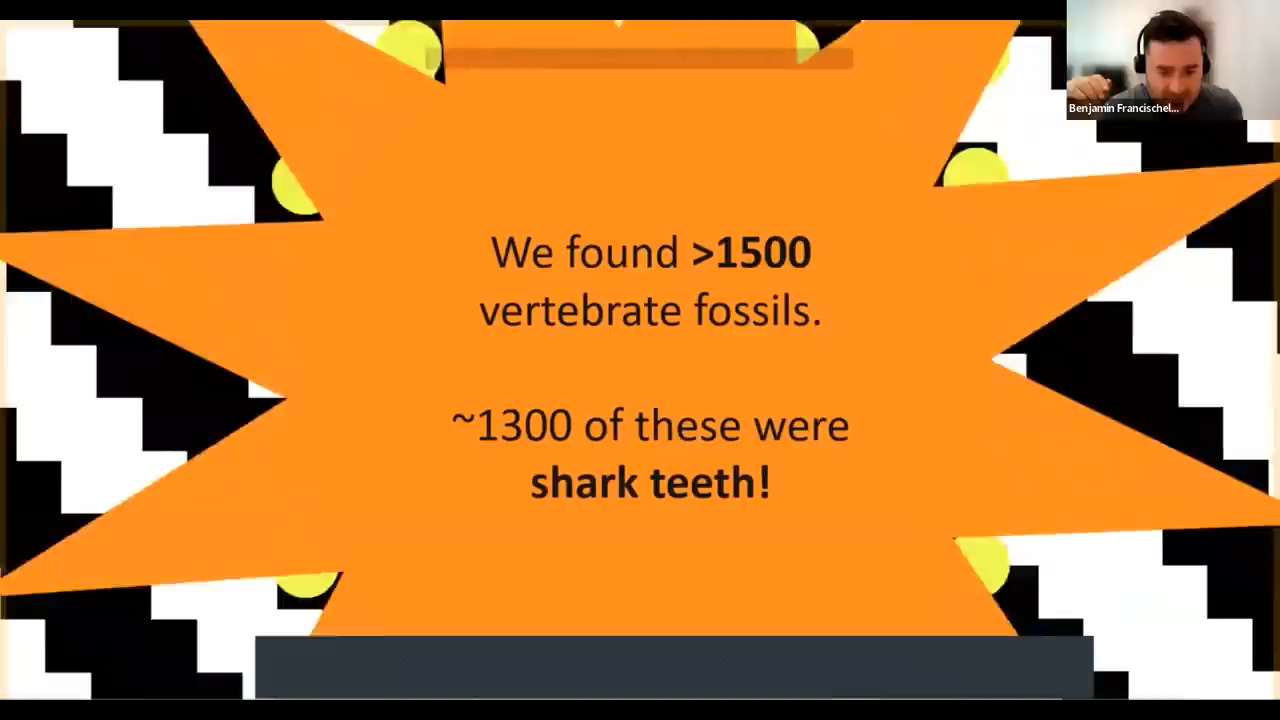 Benjamin Francischel...
We found >1500
vertebrate fossils.
~1300 of these were
shark teeth!